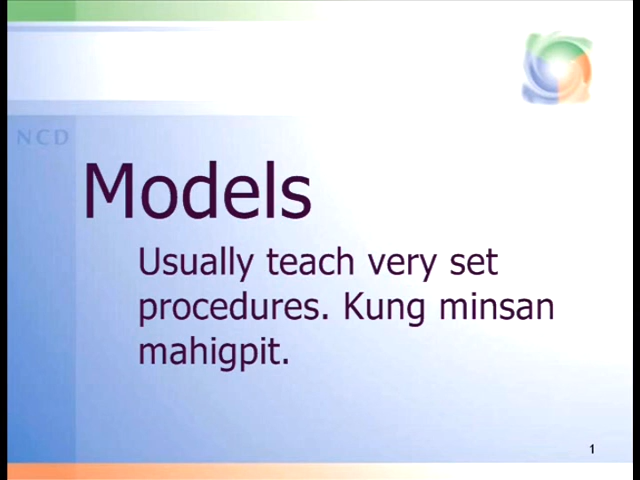 NCD
Models
Usually teach very set
procedures. Kung minsan
mahigpit.
1